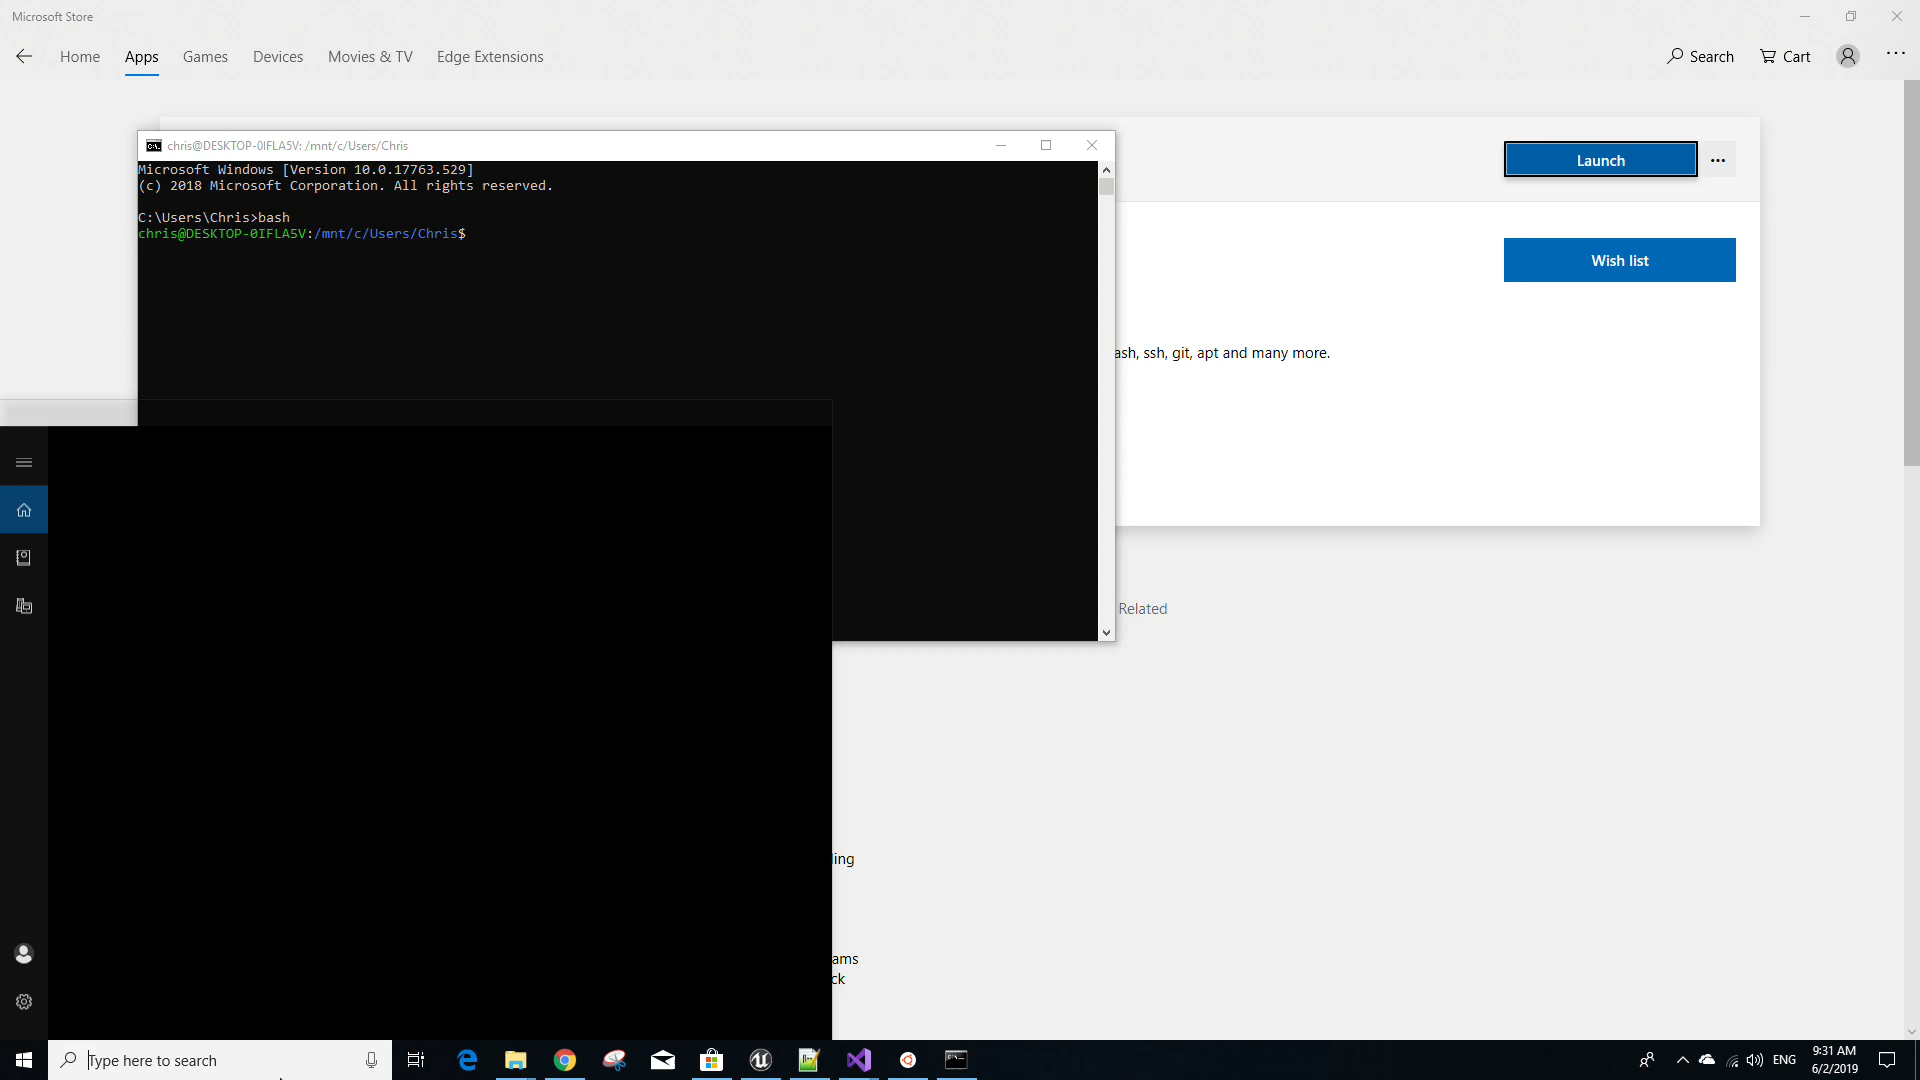 Microsoft Store
Home Apps Games Devices Movies & TV Edge Extensions Search Cart
chris@DESKTOP-0IFLA5V: /mnt/c/Users/Chris
Microsoft Windows [Version 10.0.17763.529]
(c) 2018 Microsoft Corporation. All rights reserved.
C:\Users\Chris>bash
chris@DESKTOP-0IFLA5V:/mnt/c/Users/Chris$
Launch
Wish list
ash, ssh, git, apt and many more.
Related
ing
ams
ck
Type here to search
ENG
9:31 AM
6/2/2019